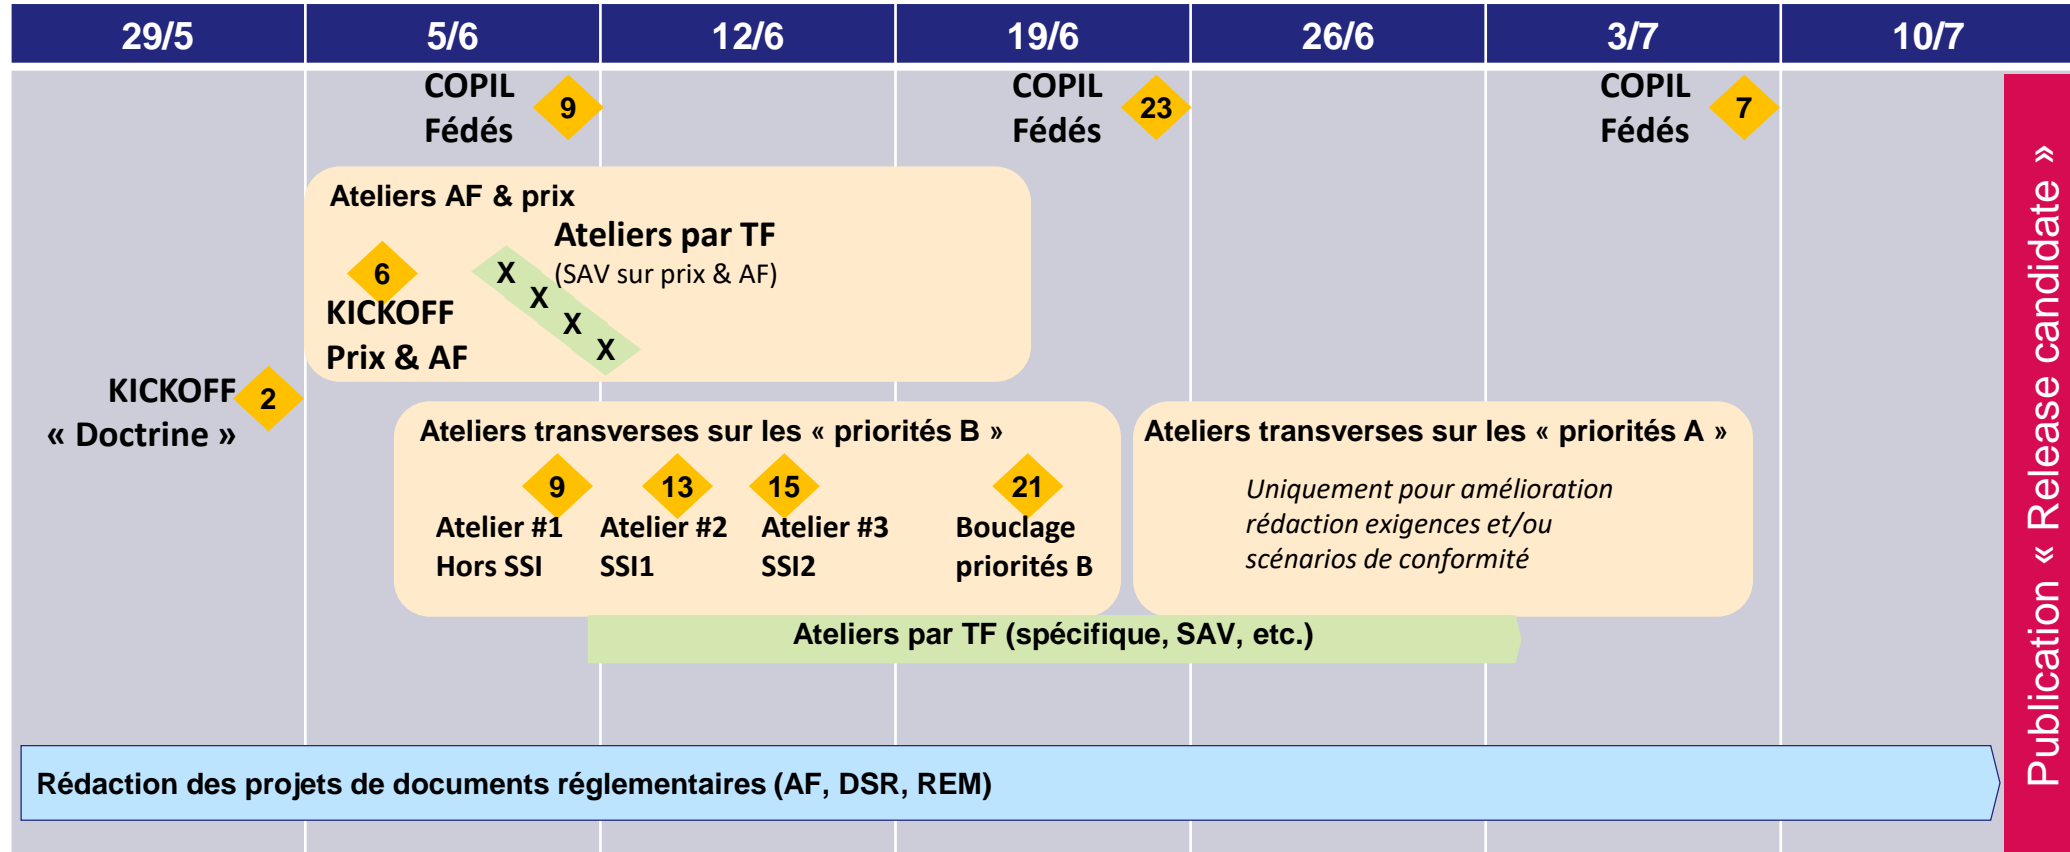 29/5
5/6
12/6
19/6
26/6
3/7
10/7
COPIL
Fédés
9
COPIL
Fédés
23
COPIL
Fédés
7
Ateliers AF & prix
Ateliers par TF
(SAV sur prix & AF)
6
KICKOFF
Prix & AF
X
X
X
X
KICKOFF
« Doctrine »
2
Ateliers transverses sur les « priorités B »
9
Atelier #1
Hors SSI
13
Atelier #2
SSI1
15
Atelier #3
SSI2
21
Bouclage
priorités B
Ateliers transverses sur les « priorités A »
Uniquement pour amélioration
rédaction exigences et/ou
scénarios de conformité
Ateliers par TF (spécifique, SAV, etc.)
Rédaction des projets de documents réglementaires (AF, DSR, REM)
Publication « Release candidate »